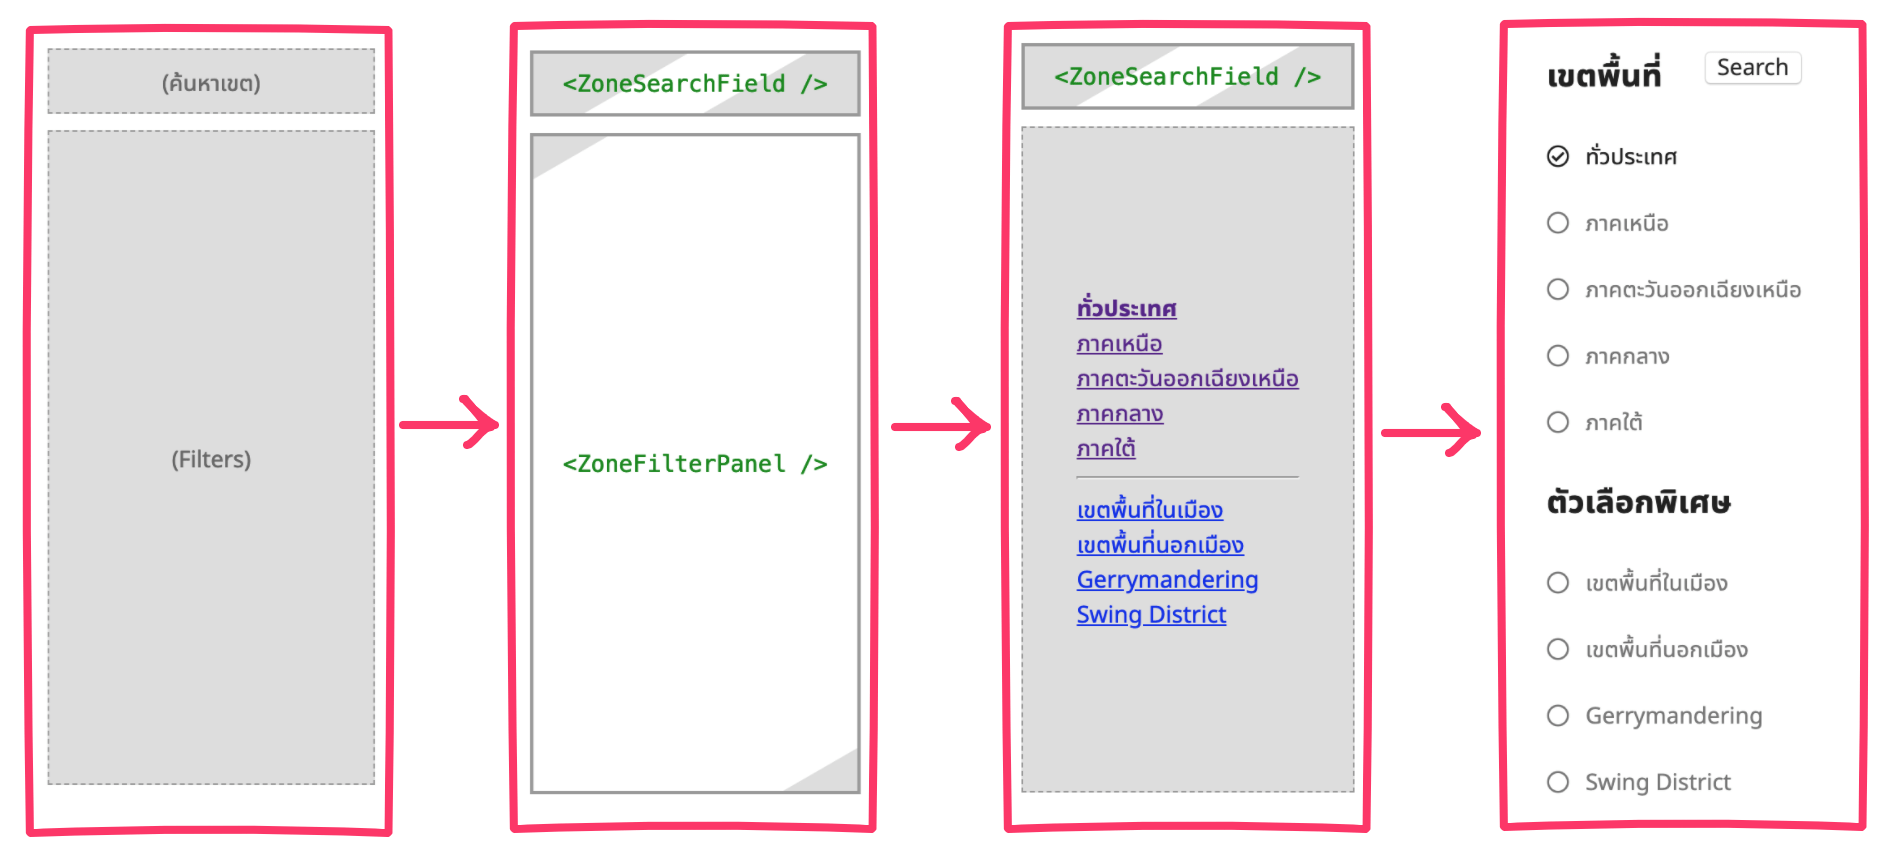 (ค้นหาเขต)
(Filters)
<ZoneSearchField />
<ZoneFilterPanel />
<ZoneSearchField />
ทั่วประเทศ
ภาคเหนือ
ภาคตะวันออกเฉียงเหนือ
ภาคกลาง
ภาคใต้
เขตพื้นที่ในเมือง
เขตพื้นที่นอกเมือง
Gerrymandering
Swing District
เขตพื้นที่ Search
ทั่วประเทศ
ภาคเหนือ
ภาคตะวันออกเฉียงเหนือ
ภาคกลาง
ภาคใต้
ตัวเลือกพิเศษ
เขตพื้นที่ในเมือง
เขตพื้นที่นอกเมือง
Gerrymandering
Swing District